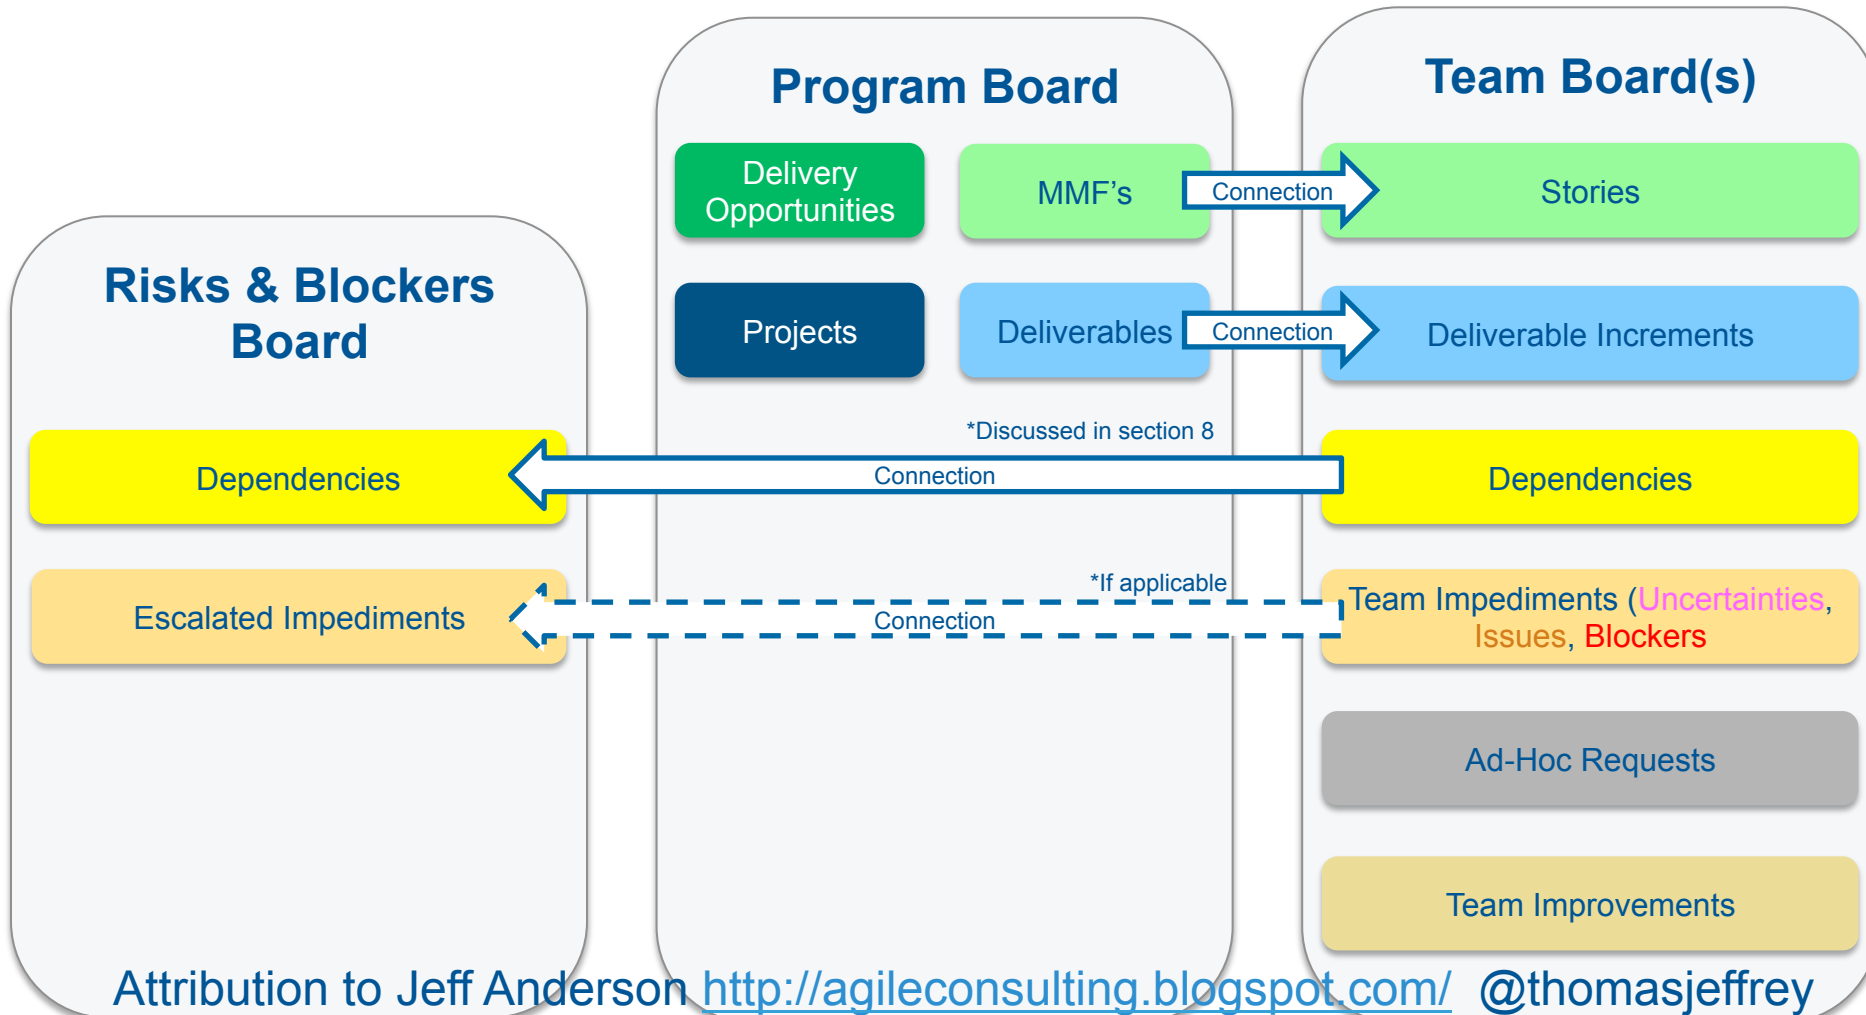 Risks & Blockers
Board
Dependencies
Escalated Impediments
Program Board
Delivery
Opportunities
MMF's
Connection
Projects
Deliverables
Connection
*Discussed in section 8
Connection
*If applicable
Connection
Team Board(s)
Stories
Deliverable Increments
Dependencies
Team Impediments (Uncertainties,
Issues, Blockers
Ad-Hoc Requests
Team Improvements
Attribution to Jeff Anderson http://agileconsulting.blogspot.com/ @thomasjeffrey